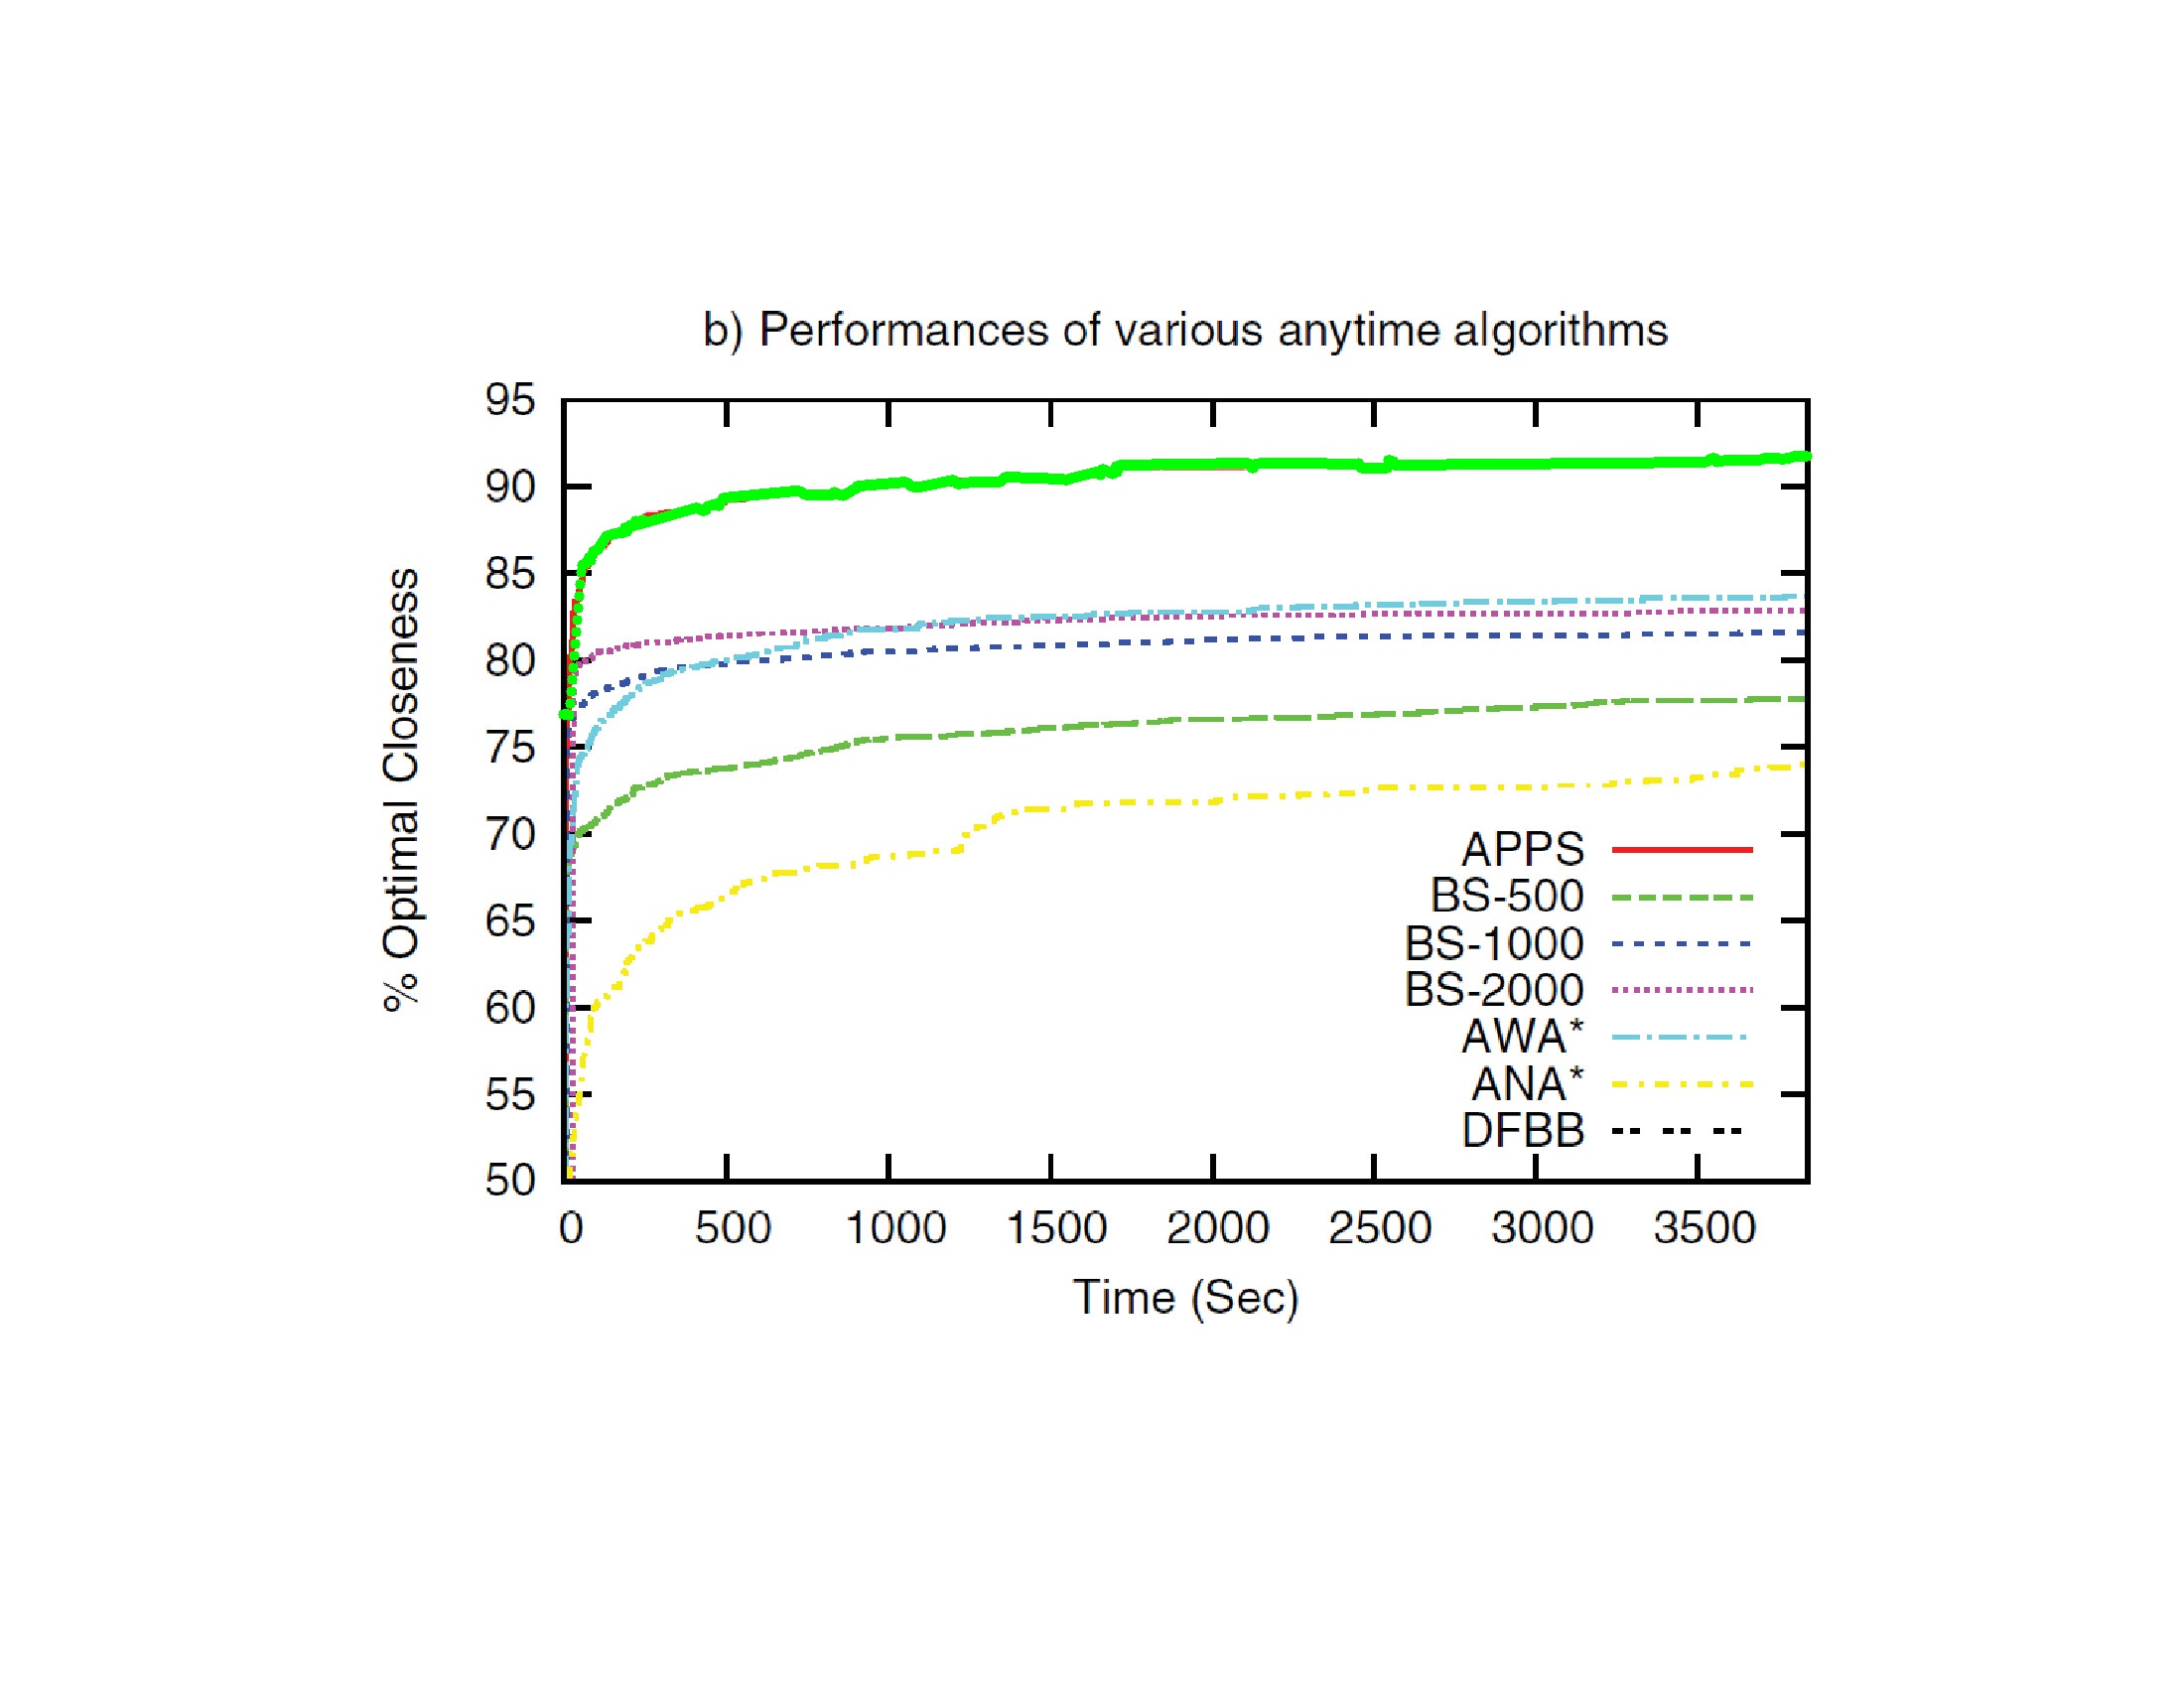 b) Performances of various anytime algorithms
95
90
85
80
75
70
65
60
55
50
% Optimal Closeness
APPS
BS-500
BS-1000
BS-2000
AWA*
ANA*
DFBB
0 500 1000 1500 2000 2500 3000 3500
Time (Sec)